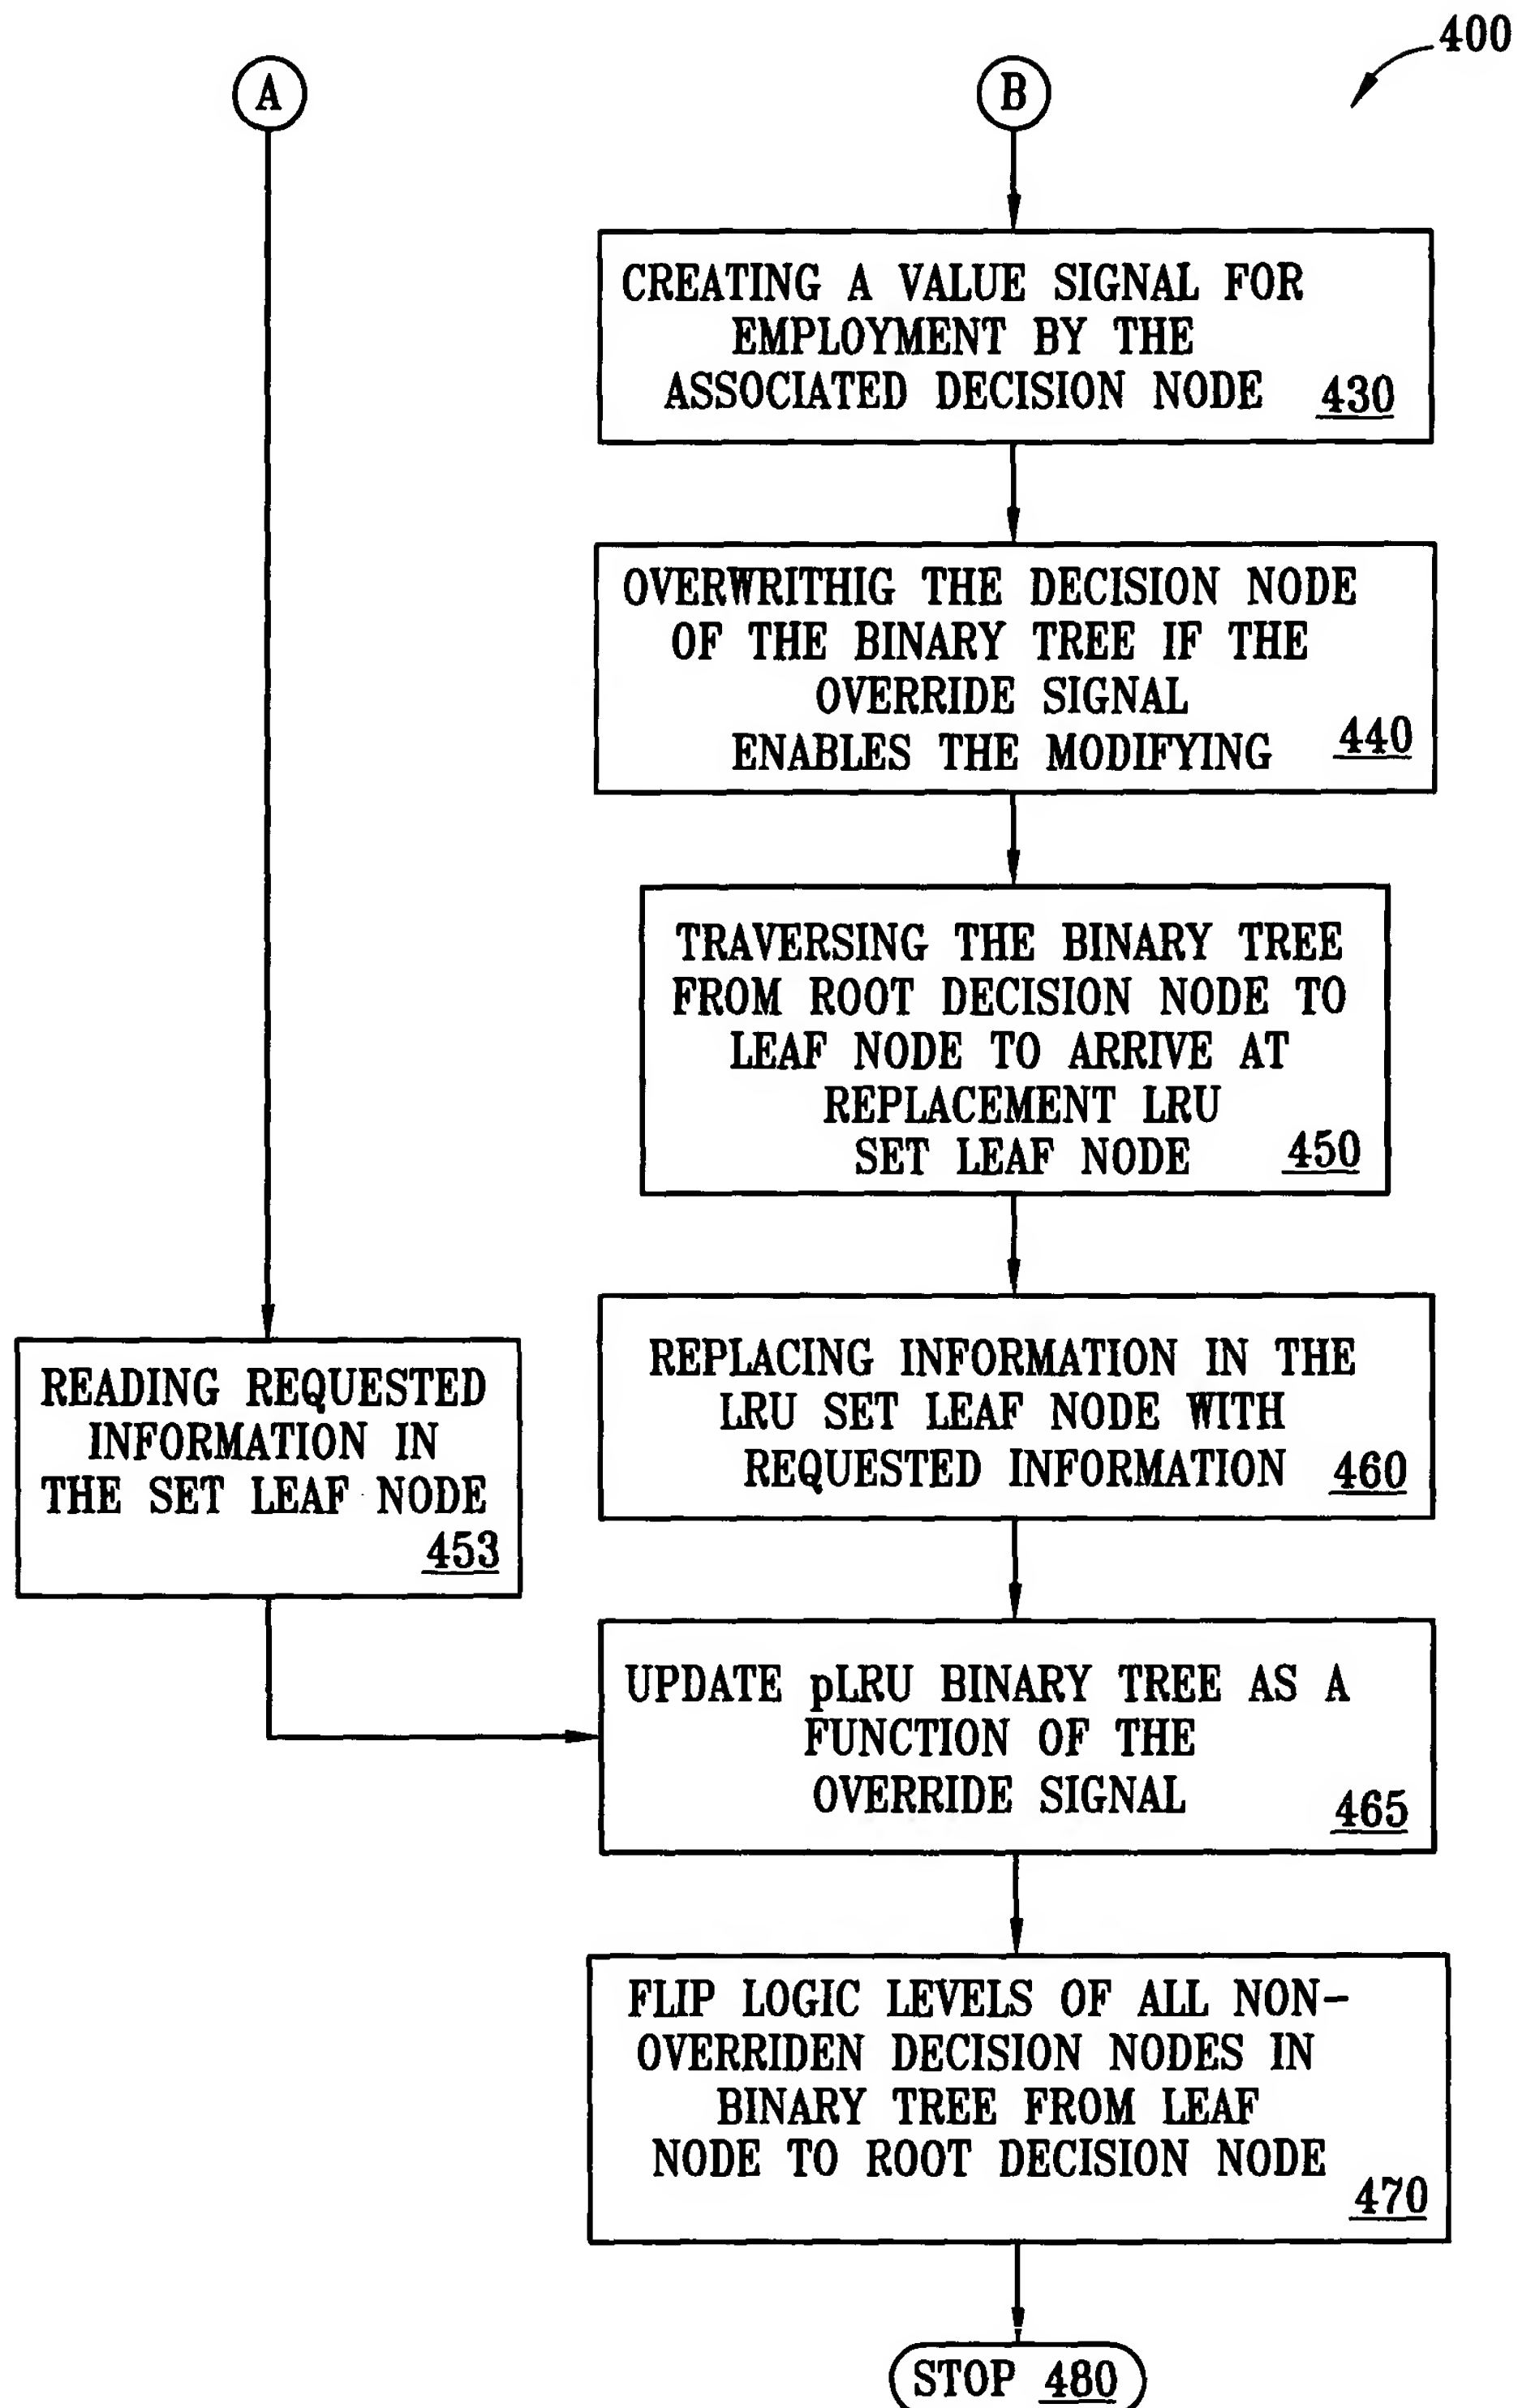 400
A
B
CREATING A VALUE SIGNAL FOR
EMPLOYMENT BY THE
ASSOCIATED DECISION NODE 430
OVERWRITHIG THE DECISION NODE
OF THE BINARY TREE IF THE
OVERRIDE SIGNAL
ENABLES THE MODIFYING 440
TRAVERSING THE BINARY TREE
FROM ROOT DECISION NODE TO
LEAF NODE TO ARRIVE AT
REPLACEMENT LRU
SET LEAF NODE 450
REPLACING INFORMATION IN THE
LRU SET LEAF NODE WITH
REQUESTED INFORMATION 460
READING REQUESTED
INFORMATION IN
THE SET LEAF NODE
453
UPDATE pLRU BINARY TREE AS A
FUNCTION OF THE
OVERRIDE SIGNAL 465
FLIP LOGIC LEVELS OF ALL NON-
OVERRIDEN DECISION NODES IN
BINARY TREE FROM LEAF
NODE TO ROOT DECISION NODE
470
STOP 480